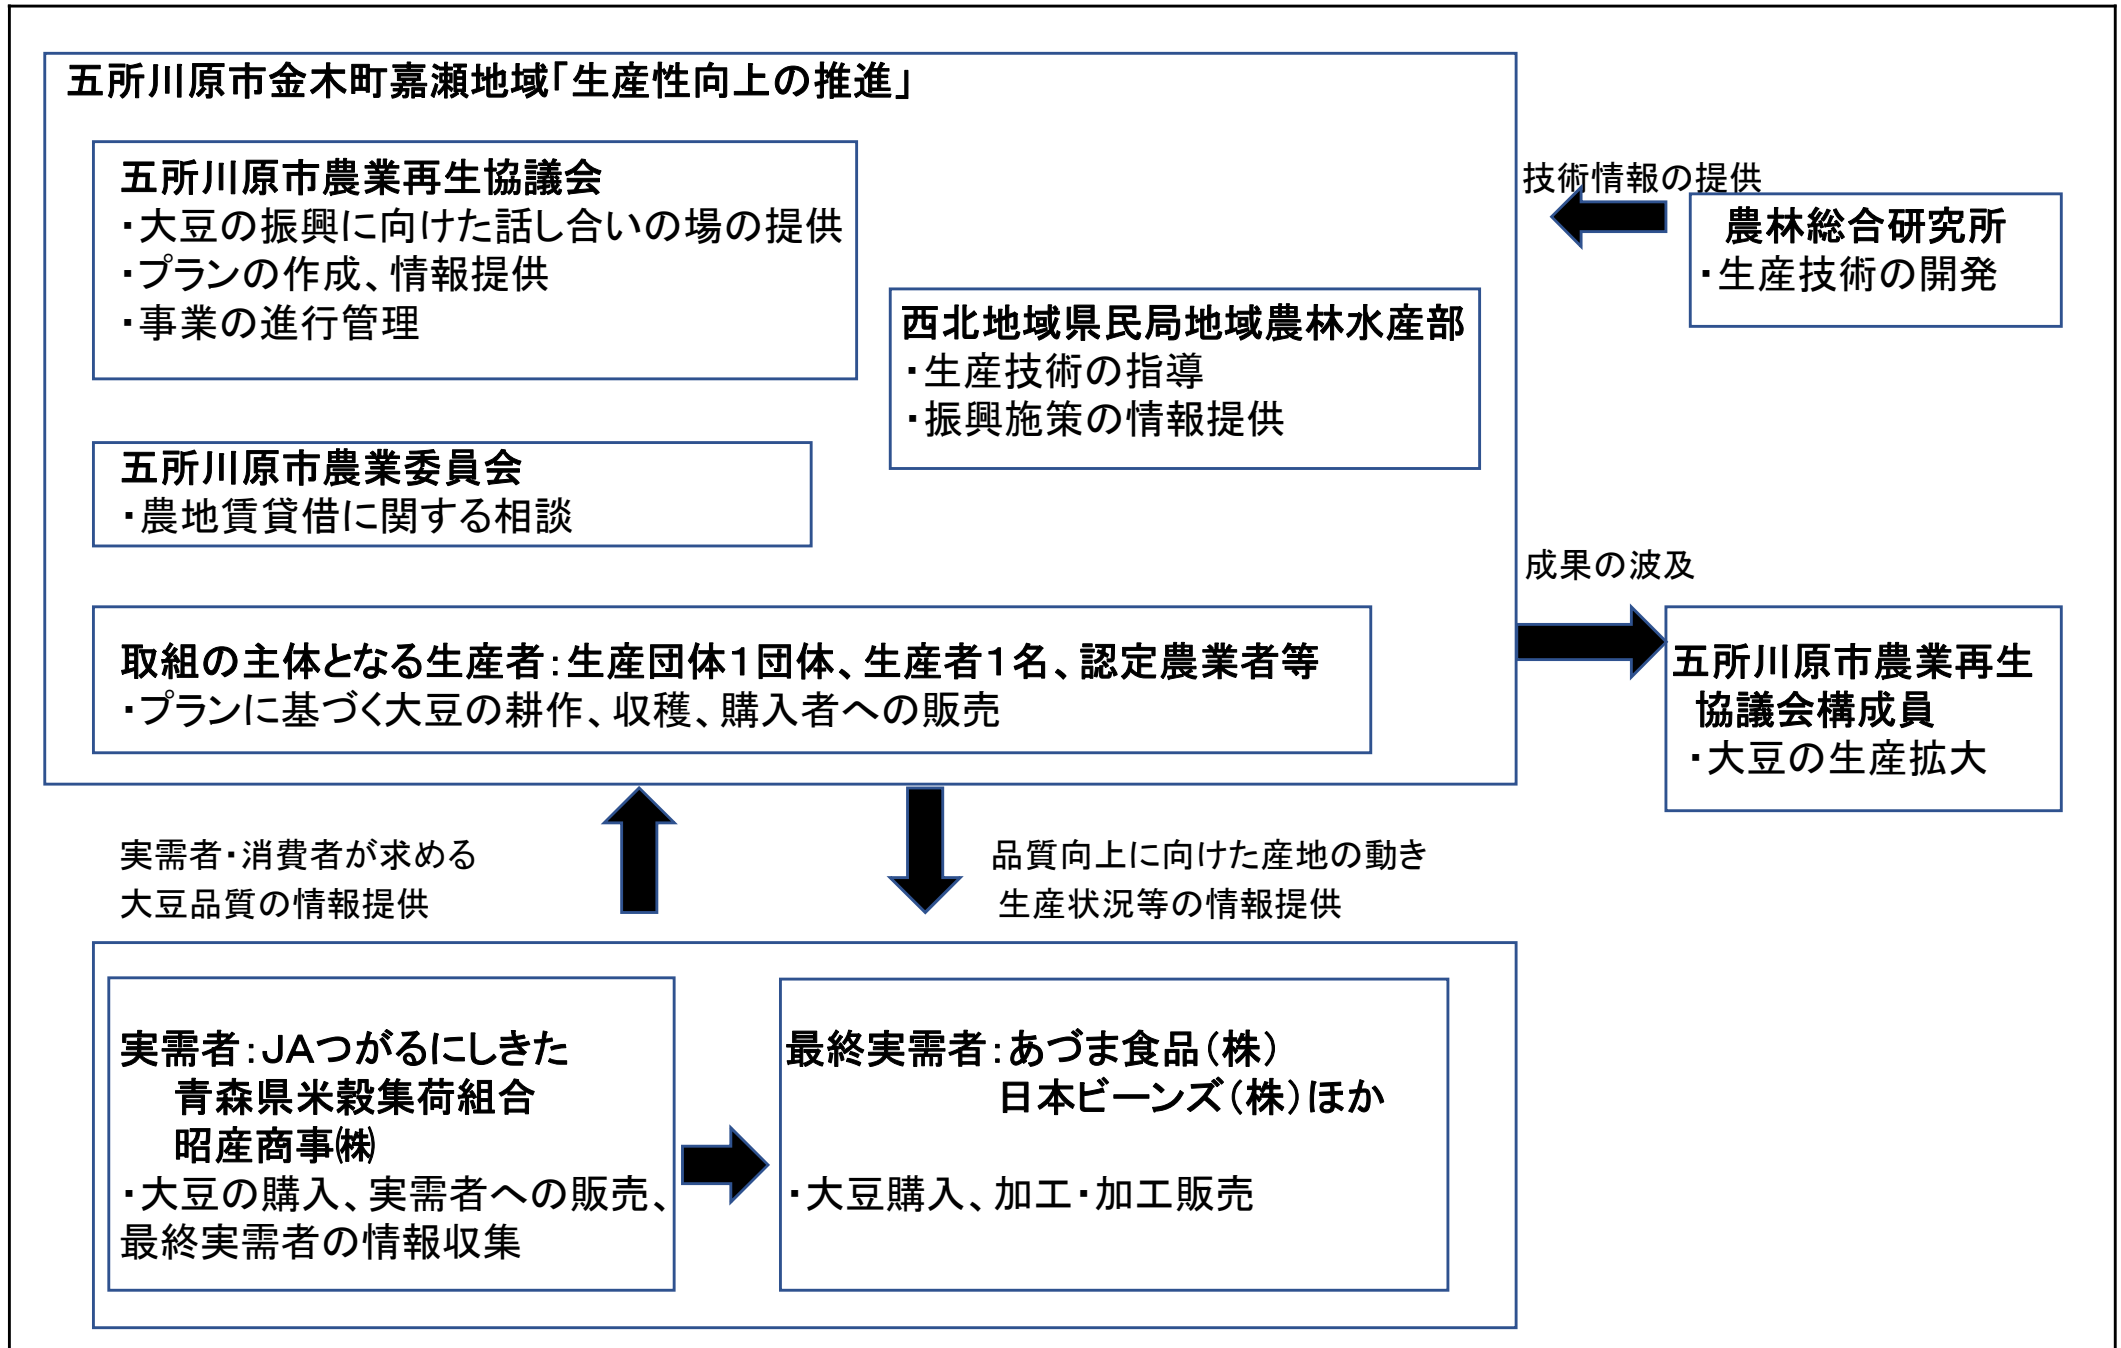 五所川原市金木町嘉瀬地域「生産性向上の推進」
五所川原市農業再生協議会
・大豆の振興に向けた話し合いの場の提供
・プランの作成、情報提供
・事業の進行管理
西北地域県民局地域農林水産部
・生産技術の指導
・振興施策の情報提供
五所川原市農業委員会
・農地賃貸借に関する相談
取組の主体となる生産者：生産団体１団体、生産者１名、認定農業者等
・プランに基づく大豆の耕作、収穫、購入者への販売
技術情報の提供
農林総合研究所
・生産技術の開発
成果の波及
五所川原市農業再生
協議会構成員
・大豆の生産拡大
実需者・消費者が求める
大豆品質の情報提供
品質向上に向けた産地の動き
生産状況等の情報提供
実需者：ＪＡつがるにしきた
青森県米穀集荷組合
昭産商事㈱
・大豆の購入、実需者への販売、
最終実需者の情報収集
最終実需者：あづま食品（株）
日本ビーンズ（株）ほか
・大豆購入、加工・加工販売